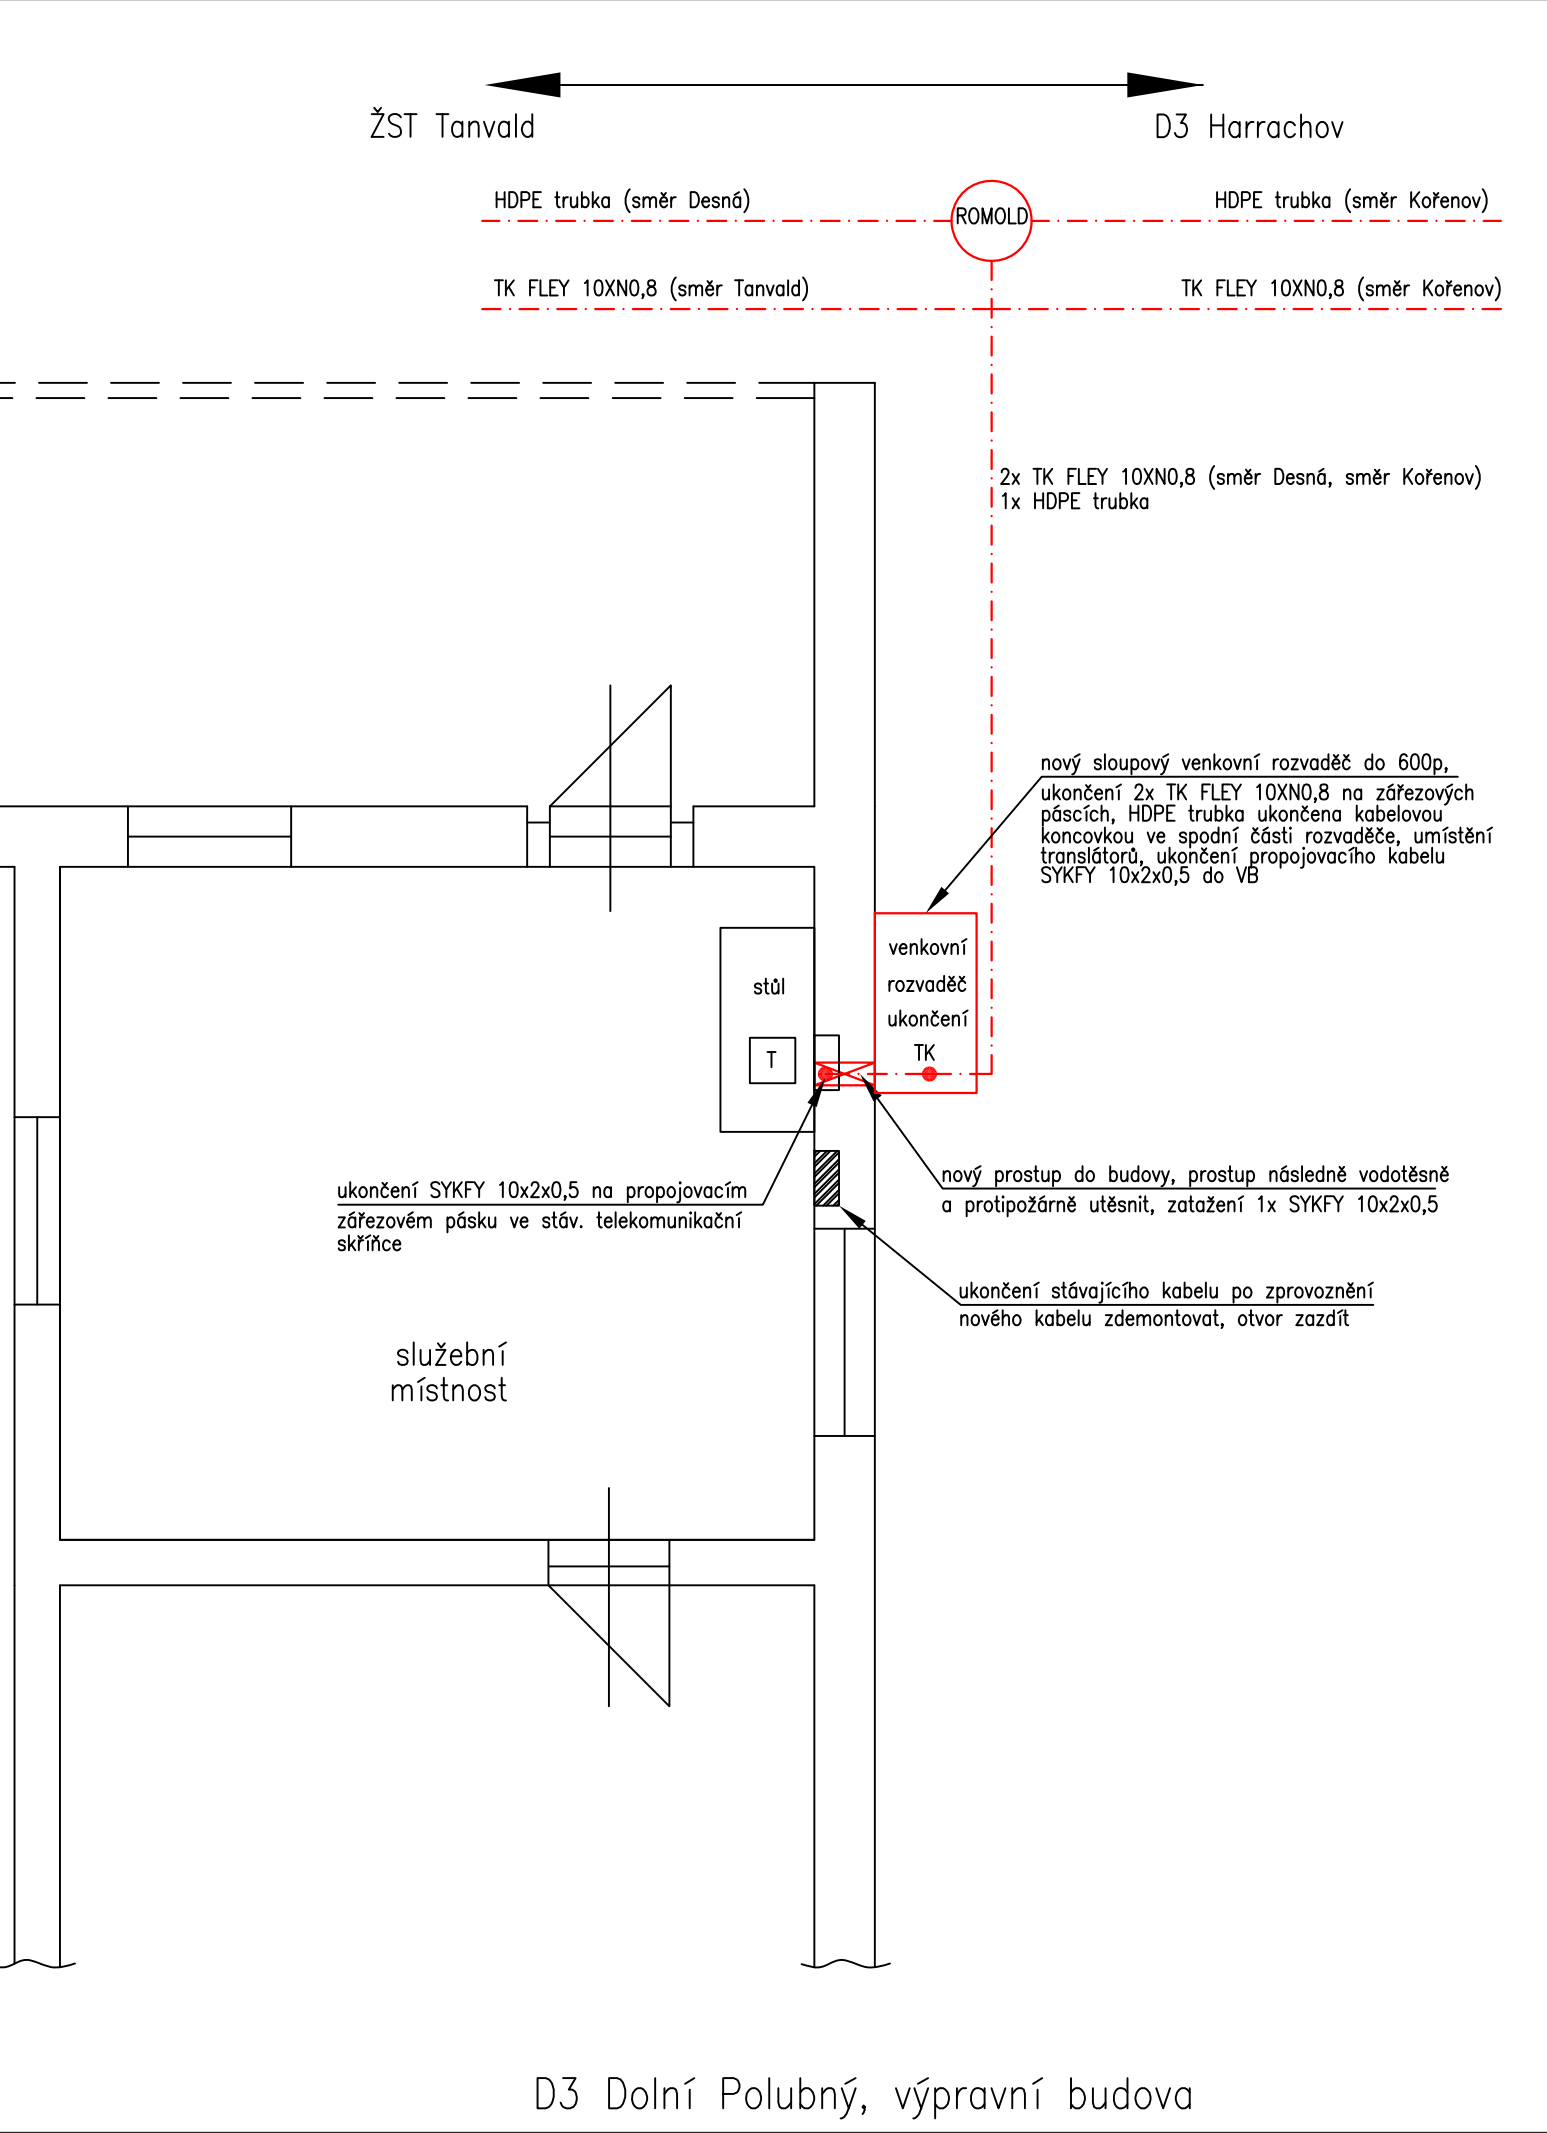 ŽST Tanvald
D3 Harrachov
HDPE trubka (směr Desná)
ROMOLD
HDPE trubka (směr Kořenov)
TK FLEY 10XN0,8 (směr Tanvald)
TK FLEY 10XN0,8 (směr Kořenov)
2x TK FLEY 10XN0,8 (směr Desná, směr Kořenov)
1x HDPE trubka
nový sloupový venkovní rozvaděč do 600p,
ukončení 2x TK FLEY 10XN0,8 na zářezových
páscích, HDPE trubka ukončena kabelovou
koncovkou ve spodní části rozvaděče, umístění
translátorů, ukončení propojovacího kabelu
SYKFY 10x2x0,5 do VB
venkovní
rozvaděč
ukončení
TK
stůl
T
nový prostup do budovy, prostup následně vodotěsně
a protipožárně utěsnit, zatažení 1x SYKFY 10x2x0,5
ukončení SYKFY 10x2x0,5 na propojovacím
zářezovém pásku ve stáv. telekomunikační
skříňce
ukončení stávajícího kabelu po zprovoznění
nového kabelu zdemontovat, otvor zazdít
služební
místnost
D3 Dolní Polubný, výpravní budova